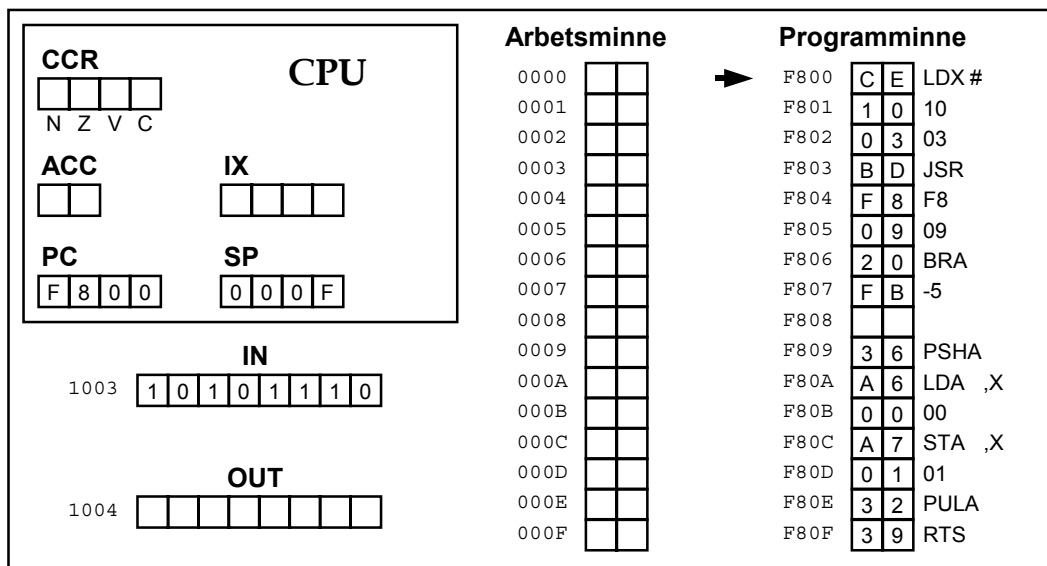 Arbetsminne Programminne
CCR CPU
N Z V C
ACC IX
PC SP
F 8 0 0 0 0 0 F
IN
1003 1 0 1 0 1 1 1 0
OUT
1004
0000
0001
0002
0003
0004
0005
0006
0007
0008
0009
000A
000B
000C
000D
000E
000F
F800 C E LDX #
F801 1 0 10
F802 0 3 03
F803 B D JSR
F804 F 8 F8
F805 0 9 09
F806 2 0 BRA
F807 F B -5
F808
F809 3 6 PSHA
F80A A 6 LDA ,X
F80B 0 0 00
F80C A 7 STA ,X
F80D 0 1 01
F80E 3 2 PULA
F80F 3 9 RTS